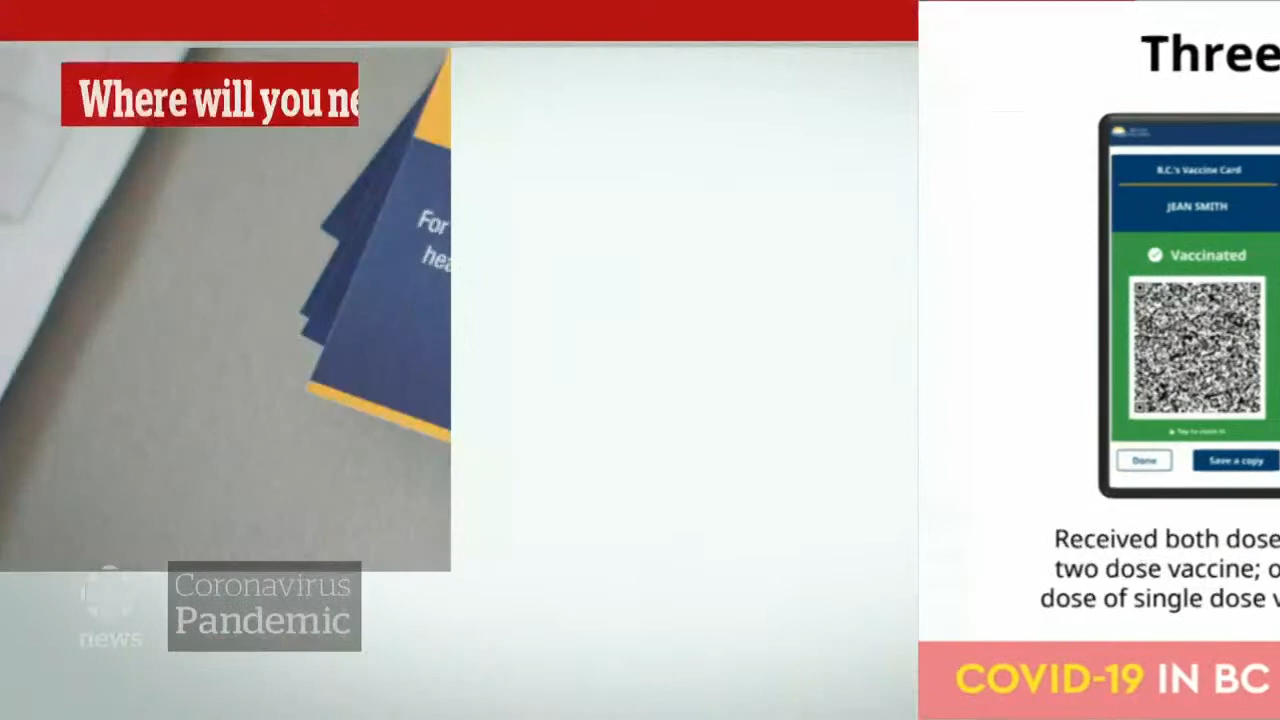 Where will you ne
For
hea
Coronavirus
Pandemic
news
Three
B.C.'s Vaccine Card
JEAN SMITH
Vaccinated
Done
Save a copy
Received both dose
two dose vaccine; o
dose of single dose v
COVID-19 IN BC